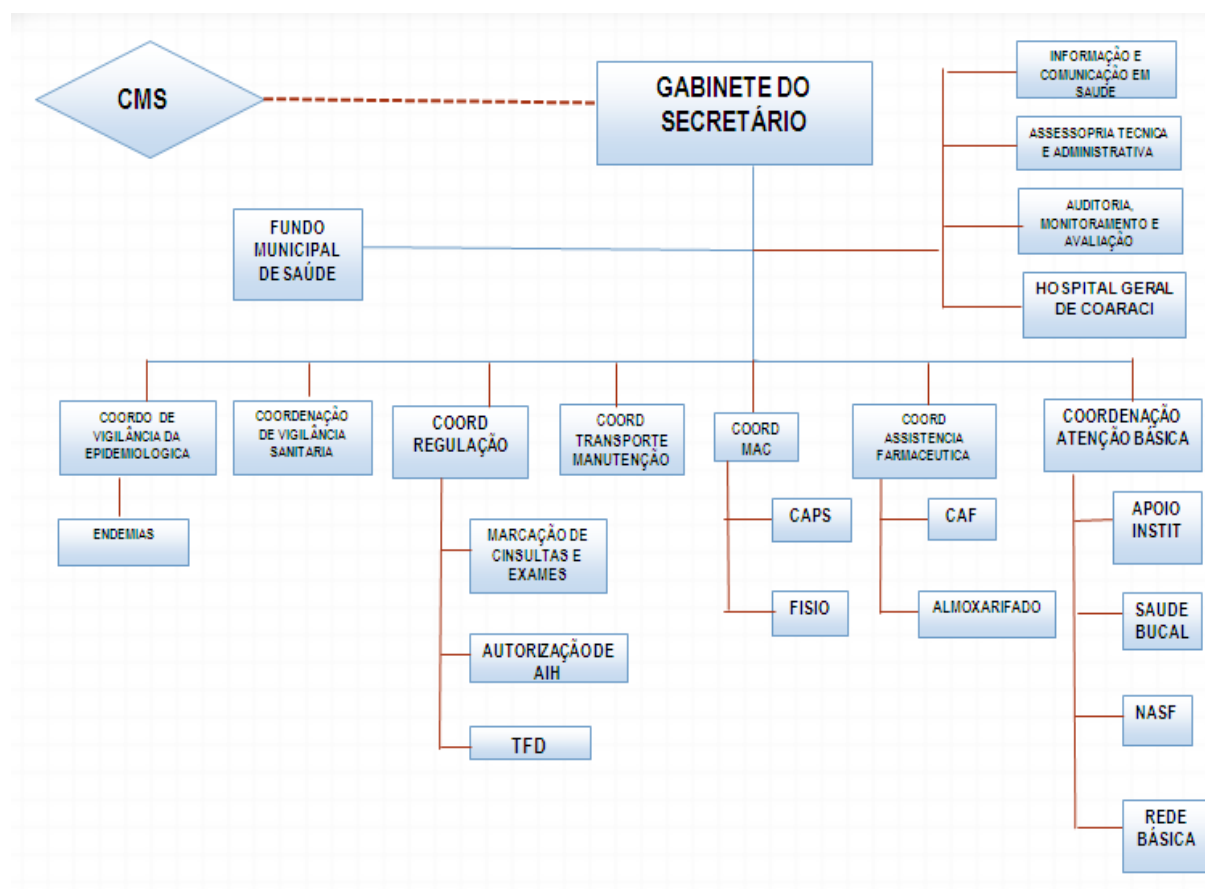 CMS
GABINETE DO
SECRETÁRIO
INFORMAÇÃO E
COMUNICAÇÃO EM
SAUDE
ASSESSOPRIA TECNICA
E ADMINISTRATIVA
AUDITORIA,
MONITORAMENTO E
AVALIAÇÃO
HOSPITAL GERAL
DE COARACI
FUNDO
MUNICIPAL
DE SAÚDE
COORDO DE
VIGILÂNCIA DA
EPIDEMIOLOGICA
COORDENAÇÃO
DE VIGILÂNCIA
SANITARIA
COORD
REGULAÇÃO
COORD
TRANSPORTE
MANUTENÇÃO
COORD
MAC
COORD
ASSISTENCIA
FARMACEUTICA
COORDENAÇÃO
ATENÇÃO BÁSICA
ENDEMIAS
MARCAÇÃO DE
CINSULTAS E
EXAMES
AUTORIZAÇÃO DE
AIH
TFD
CAPS
FISIO
CAF
ALMOXARIFADO
APOIO
INSTIT
SAUDE
BUCAL
NASF
REDE
BÁSICA